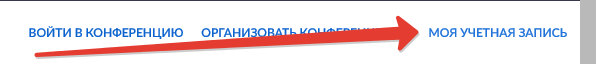 ВОЙТИ В КОНФЕРЕНЦИЮ ОРГАНИЗОВАТЬ МОЯ УЧЕТНАЯ ЗАПИСЬ